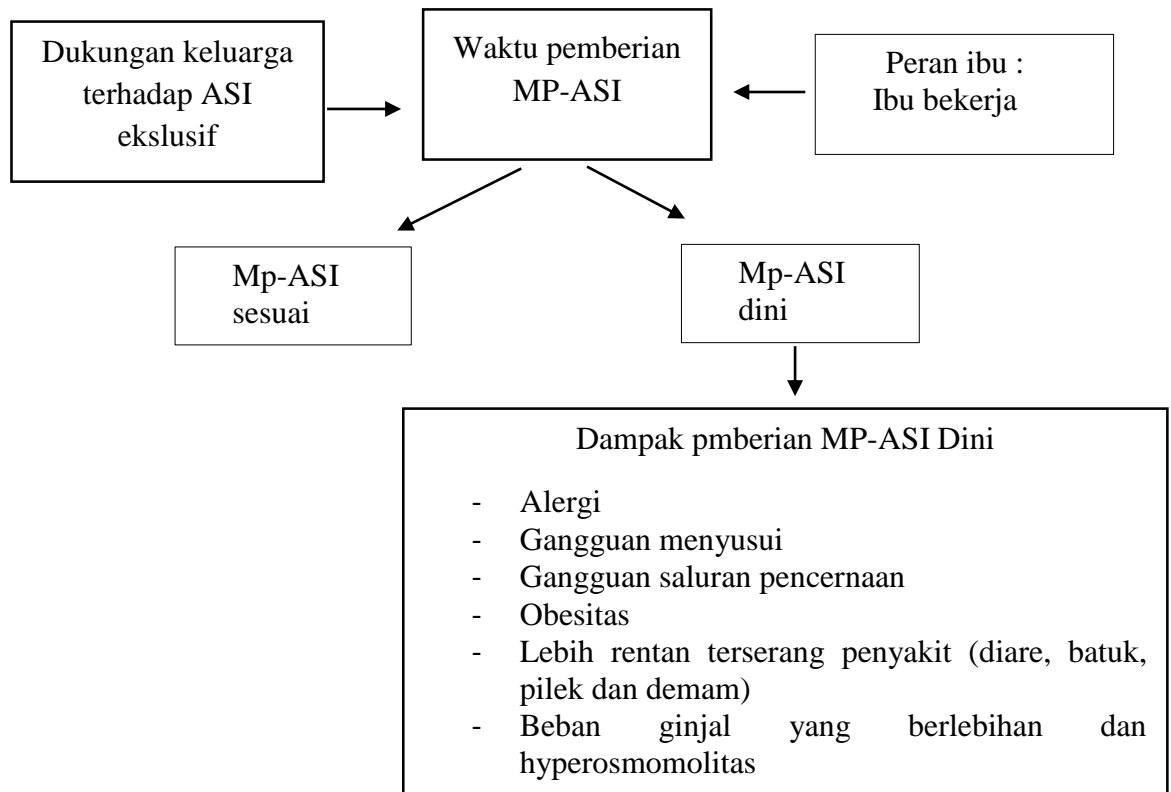 Dukungan keluarga
terhadap ASI
ekslusif
Waktu pemberian
MP-ASI
Peran ibu :
Ibu bekerja
Mp-ASI
sesuai
Mp-ASI
dini
Dampak pmberian MP-ASI Dini
- Alergi
- Gangguan menyusui
- Gangguan saluran pencernaan
- Obesitas
- Lebih rentan terserang penyakit (diare, batuk,
pilek dan demam)
- Beban ginjal yang berlebihan dan
hyperosmomolitas